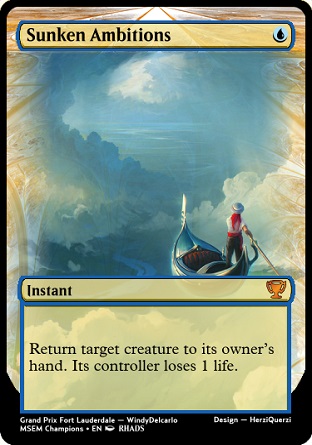 Sunken Ambitions
Instant
Return target creature to its owner's
hand. Its controller loses 1 life.
Grand Prix Fort Lauderdale — WindyDelcarlo
Design — HerziQuerzi
MSEM Champions • EN RHADS